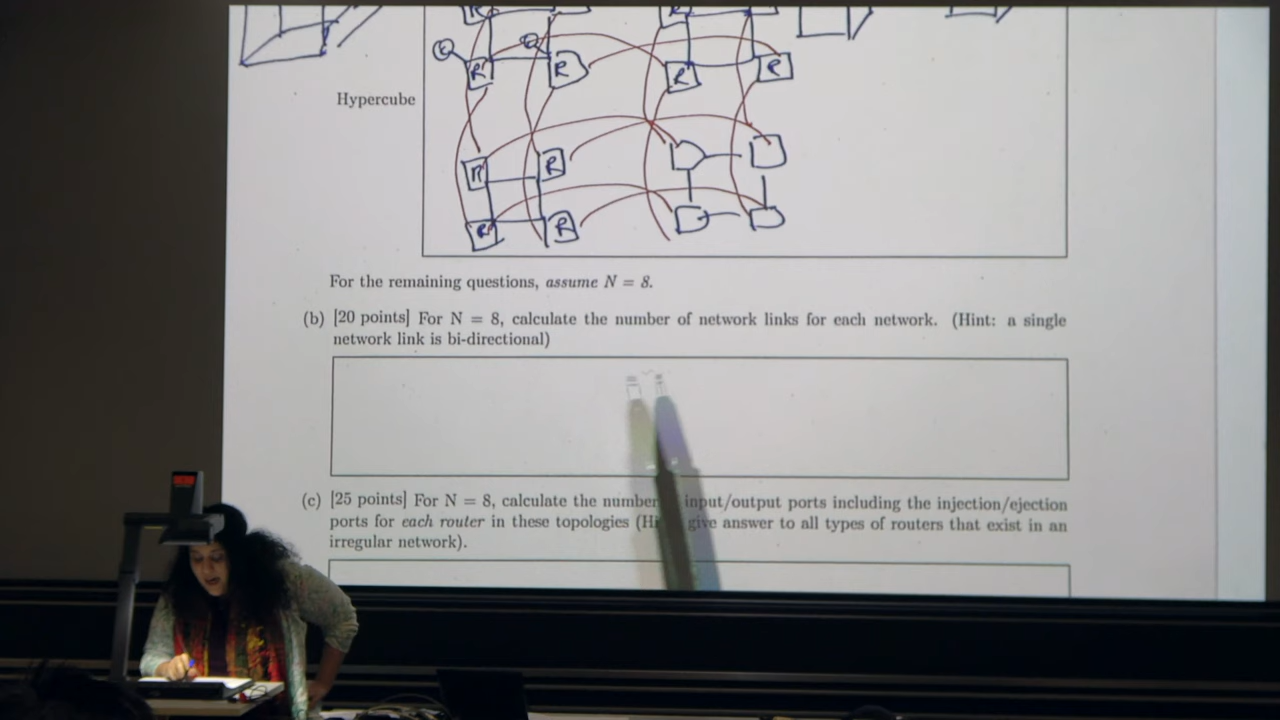 R R
R R R R
Hypercube
R R
R R
For the remaining questions, assume N = 8.
(b) [20 points] For N = 8, calculate the number of network links for each network. (Hint: a single
network link is bi-directional)
(c) [25 points] For N = 8, calculate the number input/output ports including the injection/ejection
ports for each router in these topologies (Hi give answer to all types of routers that exist in an
irregular network).